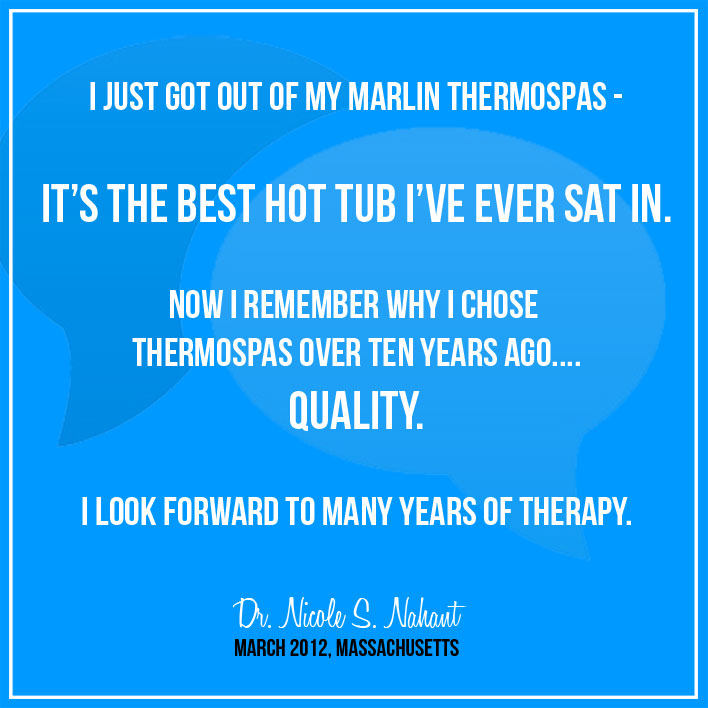 I JUST GOT OUT OF MY MARLIN THERMOSPAS -
IT'S THE BEST HOT TUB I'VE EVER SAT IN.
NOW I REMEMBER WHY I CHOSE
THERMOSPAS OVER TEN YEARS AGO....
QUALITY.
I LOOK FORWARD TO MANY YEARS OF THERAPY.
Dr. Nicole S. Nahant
MARCH 2012, MASSACHUSETTS